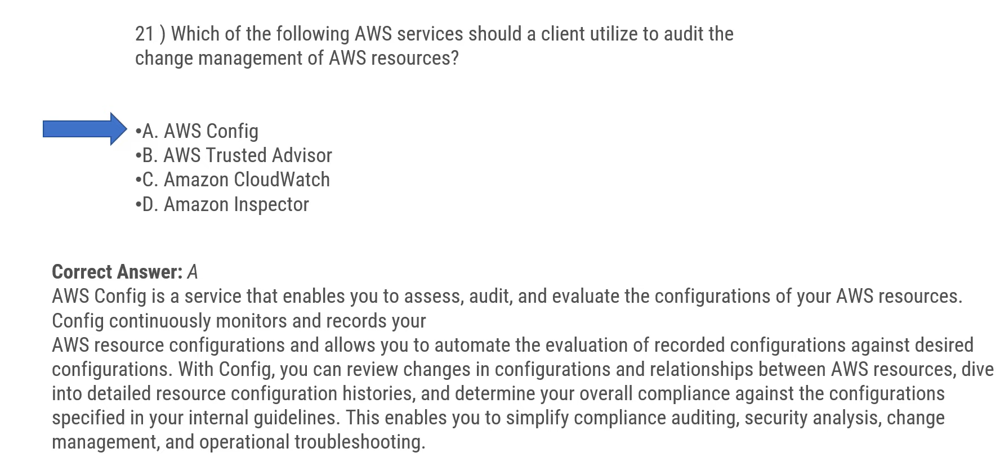 21 ) Which of the following AWS services should a client utilize to audit the
change management of AWS resources?
•A. AWS Config
•B. AWS Trusted Advisor
•C. Amazon CloudWatch
•D. Amazon Inspector
Correct Answer: A
AWS Config is a service that enables you to assess, audit, and evaluate the configurations of your AWS resources.
Config continuously monitors and records your
AWS resource configurations and allows you to automate the evaluation of recorded configurations against desired
configurations. With Config, you can review changes in configurations and relationships between AWS resources, dive
into detailed resource configuration histories, and determine your overall compliance against the configurations
specified in your internal guidelines. This enables you to simplify compliance auditing, security analysis, change
management, and operational troubleshooting.